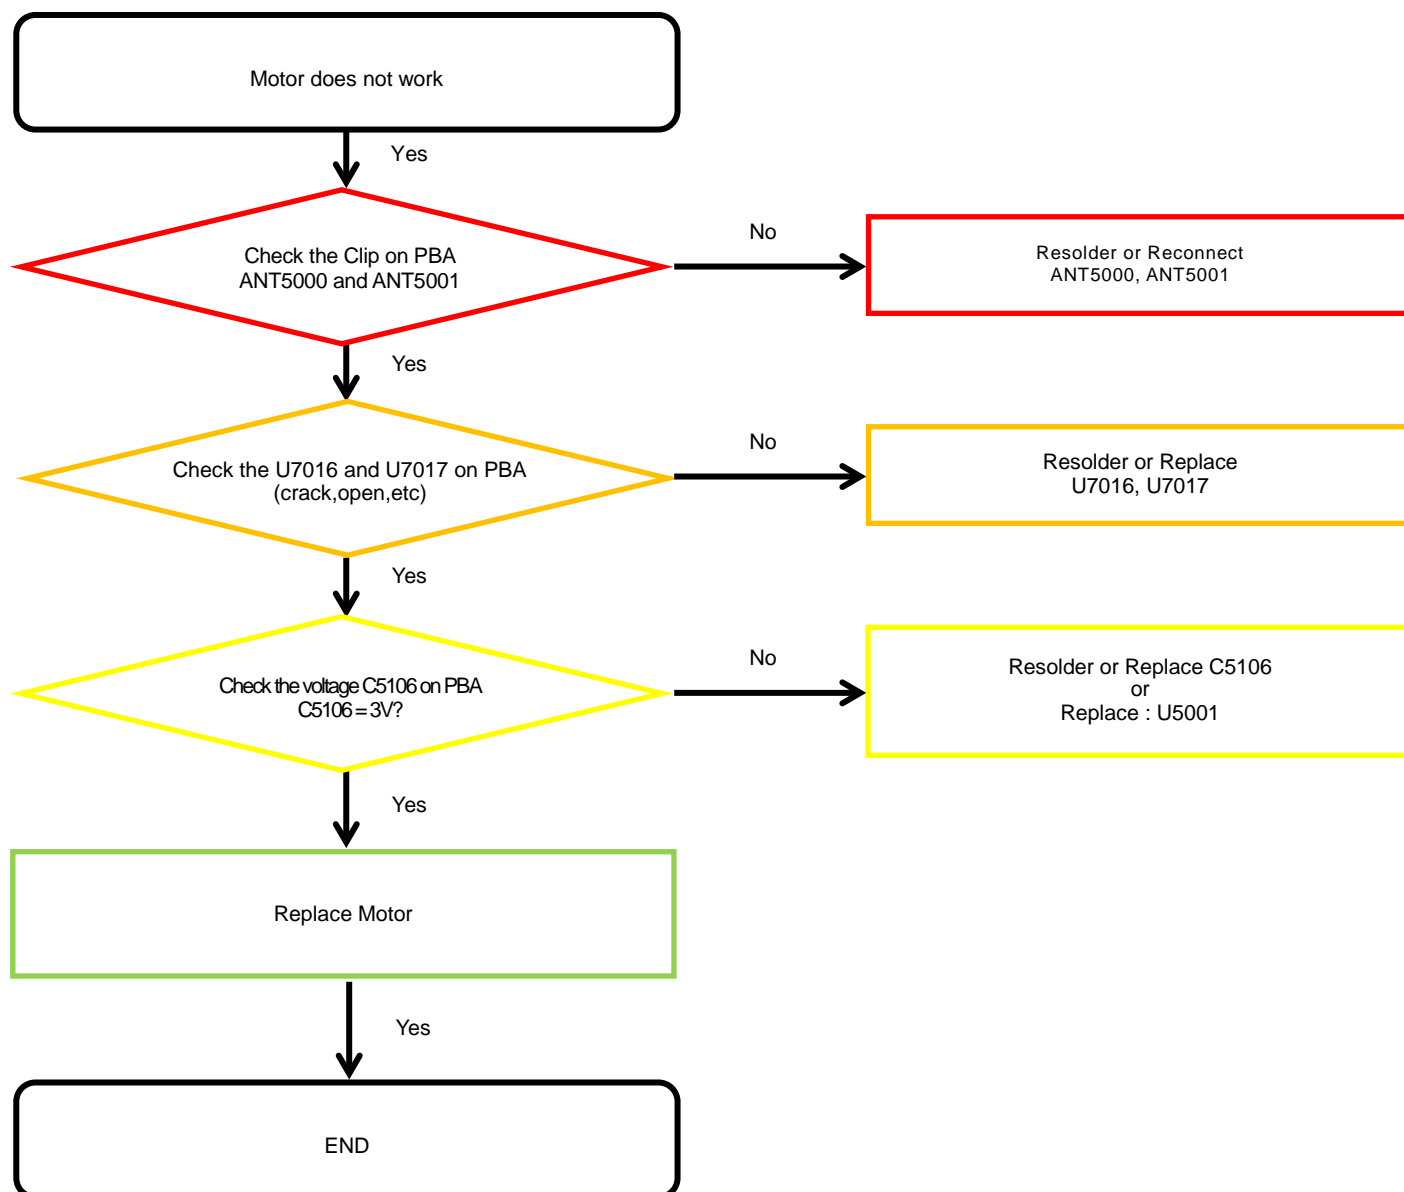 Motor does not work
Yes
Check the Clip on PBA
ANT5000 and ANT5001
No
Resolder or Reconnect
ANT5000, ANT5001
Yes
Check the U7016 and U7017 on PBA
(crack,open,etc)
No
Resolder or Replace
U7016, U7017
Yes
Check the voltage C5106 on PBA
C5106 = 3V?
No
Resolder or Replace C5106
or
Replace : U5001
Yes
Replace Motor
Yes
END